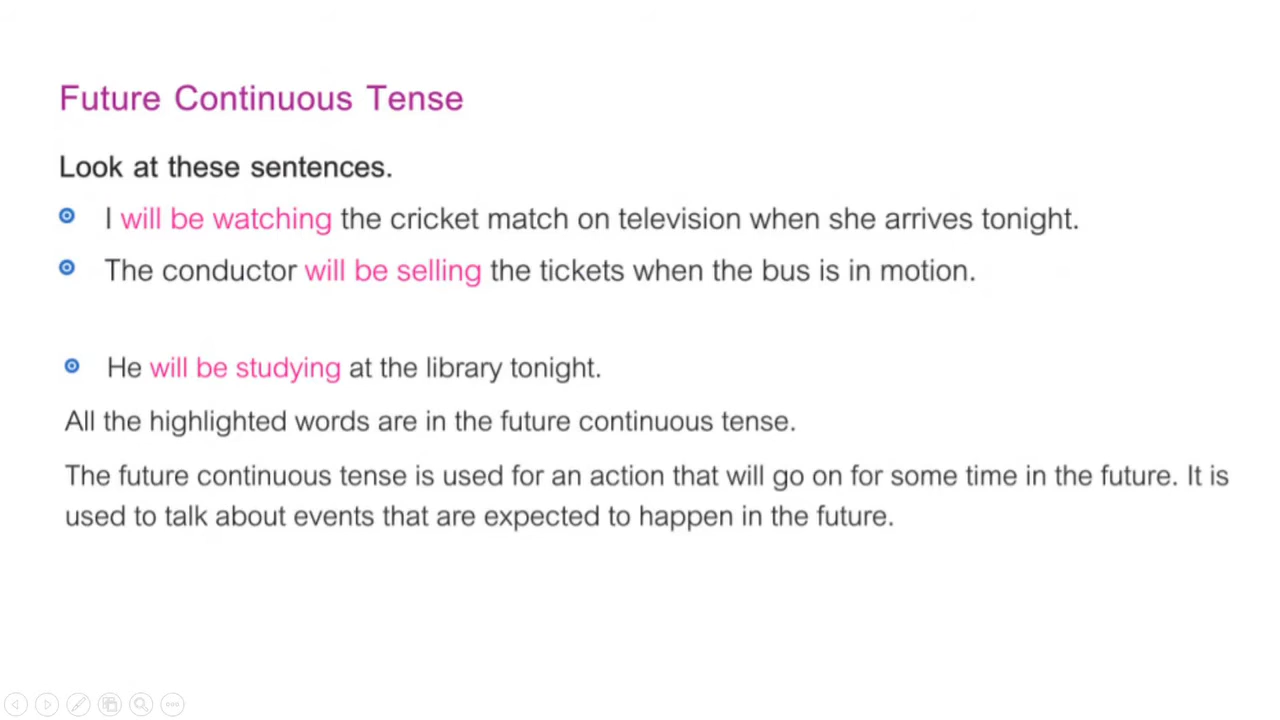 Future Continuous Tense
Look at these sentences.
I will be watching the cricket match on television when she arrives tonight.
The conductor will be selling the tickets when the bus is in motion.
He will be studying at the library tonight.
All the highlighted words are in the future continuous tense.
The future continuous tense is used for an action that will go on for some time in the future. It is
used to talk about events that are expected to happen in the future.